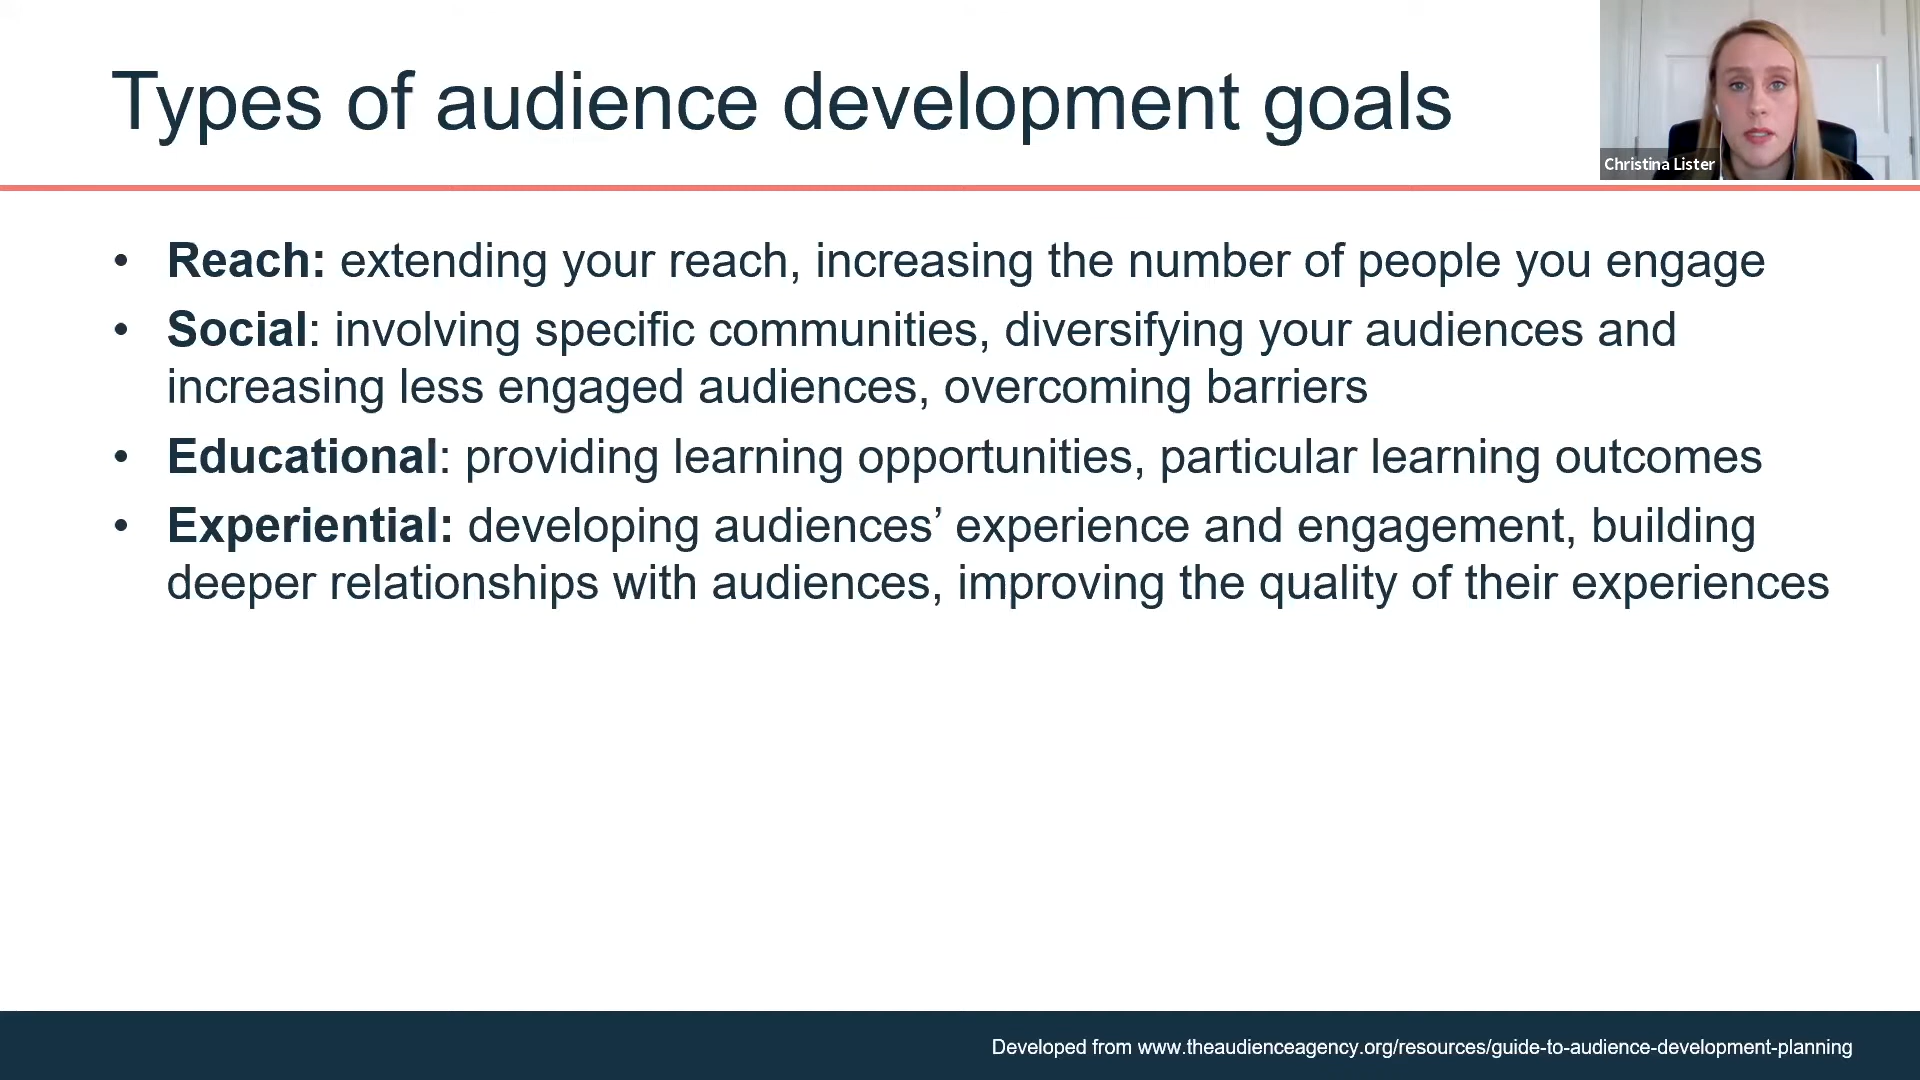 Types of audience development goals
Christina Lister
• Reach: extending your reach, increasing the number of people you engage
• Social: involving specific communities, diversifying your audiences and
increasing less engaged audiences, overcoming barriers
• Educational: providing learning opportunities, particular learning outcomes
• Experiential: developing audiences’ experience and engagement, building
deeper relationships with audiences, improving the quality of their experiences
Developed from www.theaudienceagency.org/resources/guide-to-audience-development-planning